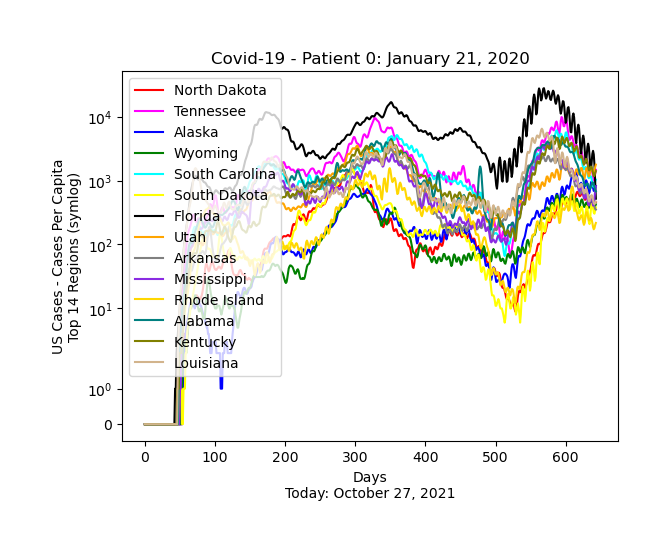 Covid-19 - Patient 0: January 21, 2020
US Cases - Cases Per Capita
Top 14 Regions (symlog)
10^4
10^3
10^2
10^1
10^0
0
North Dakota
Tennessee
Alaska
Wyoming
South Carolina
South Dakota
Florida
Utah
Arkansas
Mississippi
Rhode Island
Alabama
Kentucky
Louisiana
0 100 200 300 400 500 600
Days
Today: October 27, 2021